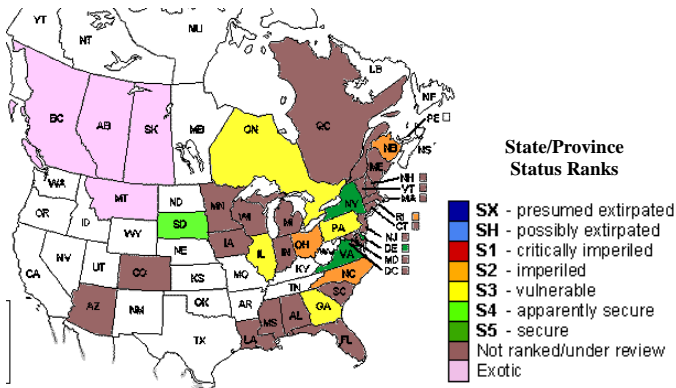 YT
NT
NU
LB
NF
PE
NS
BC
AB
SK
MB
ON
QC
NB
ME
NH
VT
MA
RI
CT
NJ
DE
MD
DC
WA
MT
ND
MN
OR
ID
WY
SD
WI
MI
NY
PA
NE
IA
IL
IN
OH
WV
VA
CA
NV
UT
CO
KS
MO
KY
NC
TN
AZ
NM
OK
AR
SC
MS
AL
GA
TX
LA
FL
State/Province
Status Ranks
SX - presumed extirpated
SH - possibly extirpated
S1 - critically imperiled
S2 - imperiled
S3 - vulnerable
S4 - apparently secure
S5 - secure
Not ranked/under review
Exotic